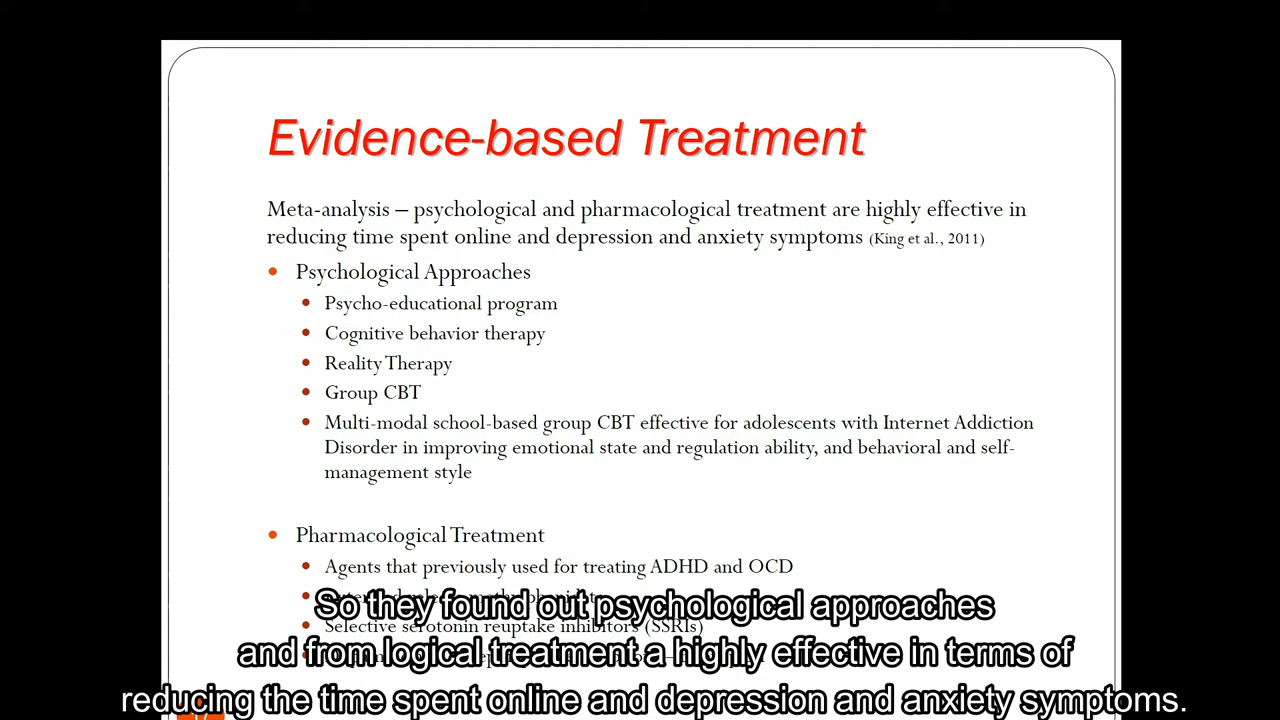 Evidence-based Treatment
Meta-analysis – psychological and pharmacological treatment are highly effective in
reducing time spent online and depression and anxiety symptoms (King et al., 2011)
• Psychological Approaches
• Psycho-educational program
• Cognitive behavior therapy
• Reality Therapy
• Group CBT
• Multi-modal school-based group CBT effective for adolescents with Internet Addiction
Disorder in improving emotional state and regulation ability, and behavioral and self-
management style
• Pharmacological Treatment
• Agents that previously used for treating ADHD and OCD
• Selective serotonin reuptake inhibitors (SSRIs)
So they found out psychological approaches
and from logical treatment a highly effective in terms of
reducing the time spent online and depression and anxiety symptoms.